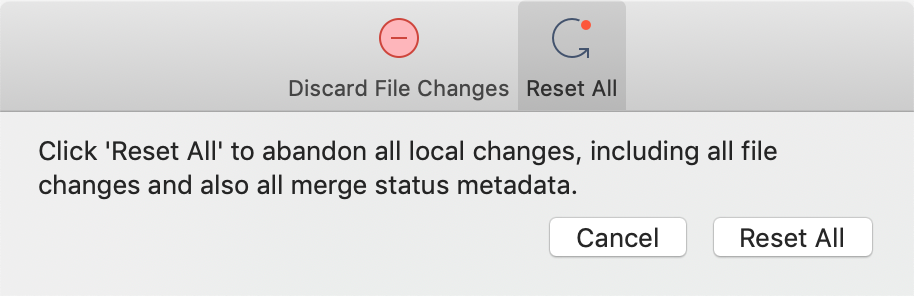 Discard File Changes Reset All
Click 'Reset All' to abandon all local changes, including all file
changes and also all merge status metadata.
Cancel Reset All